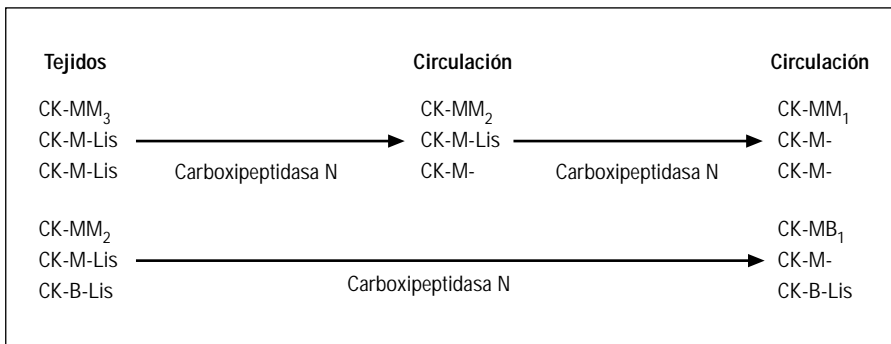 Tejidos Circulación Circulación
CK-MM₃ CK-MM₂ CK-MM₁
CK-M-Lis CK-M-Lis CK-M-
CK-M-Lis Carboxipeptidasa N CK-M- Carboxipeptidasa N CK-M-
CK-MM₂ CK-MB₁
CK-M-Lis CK-M-
CK-B-Lis Carboxipeptidasa N CK-B-Lis